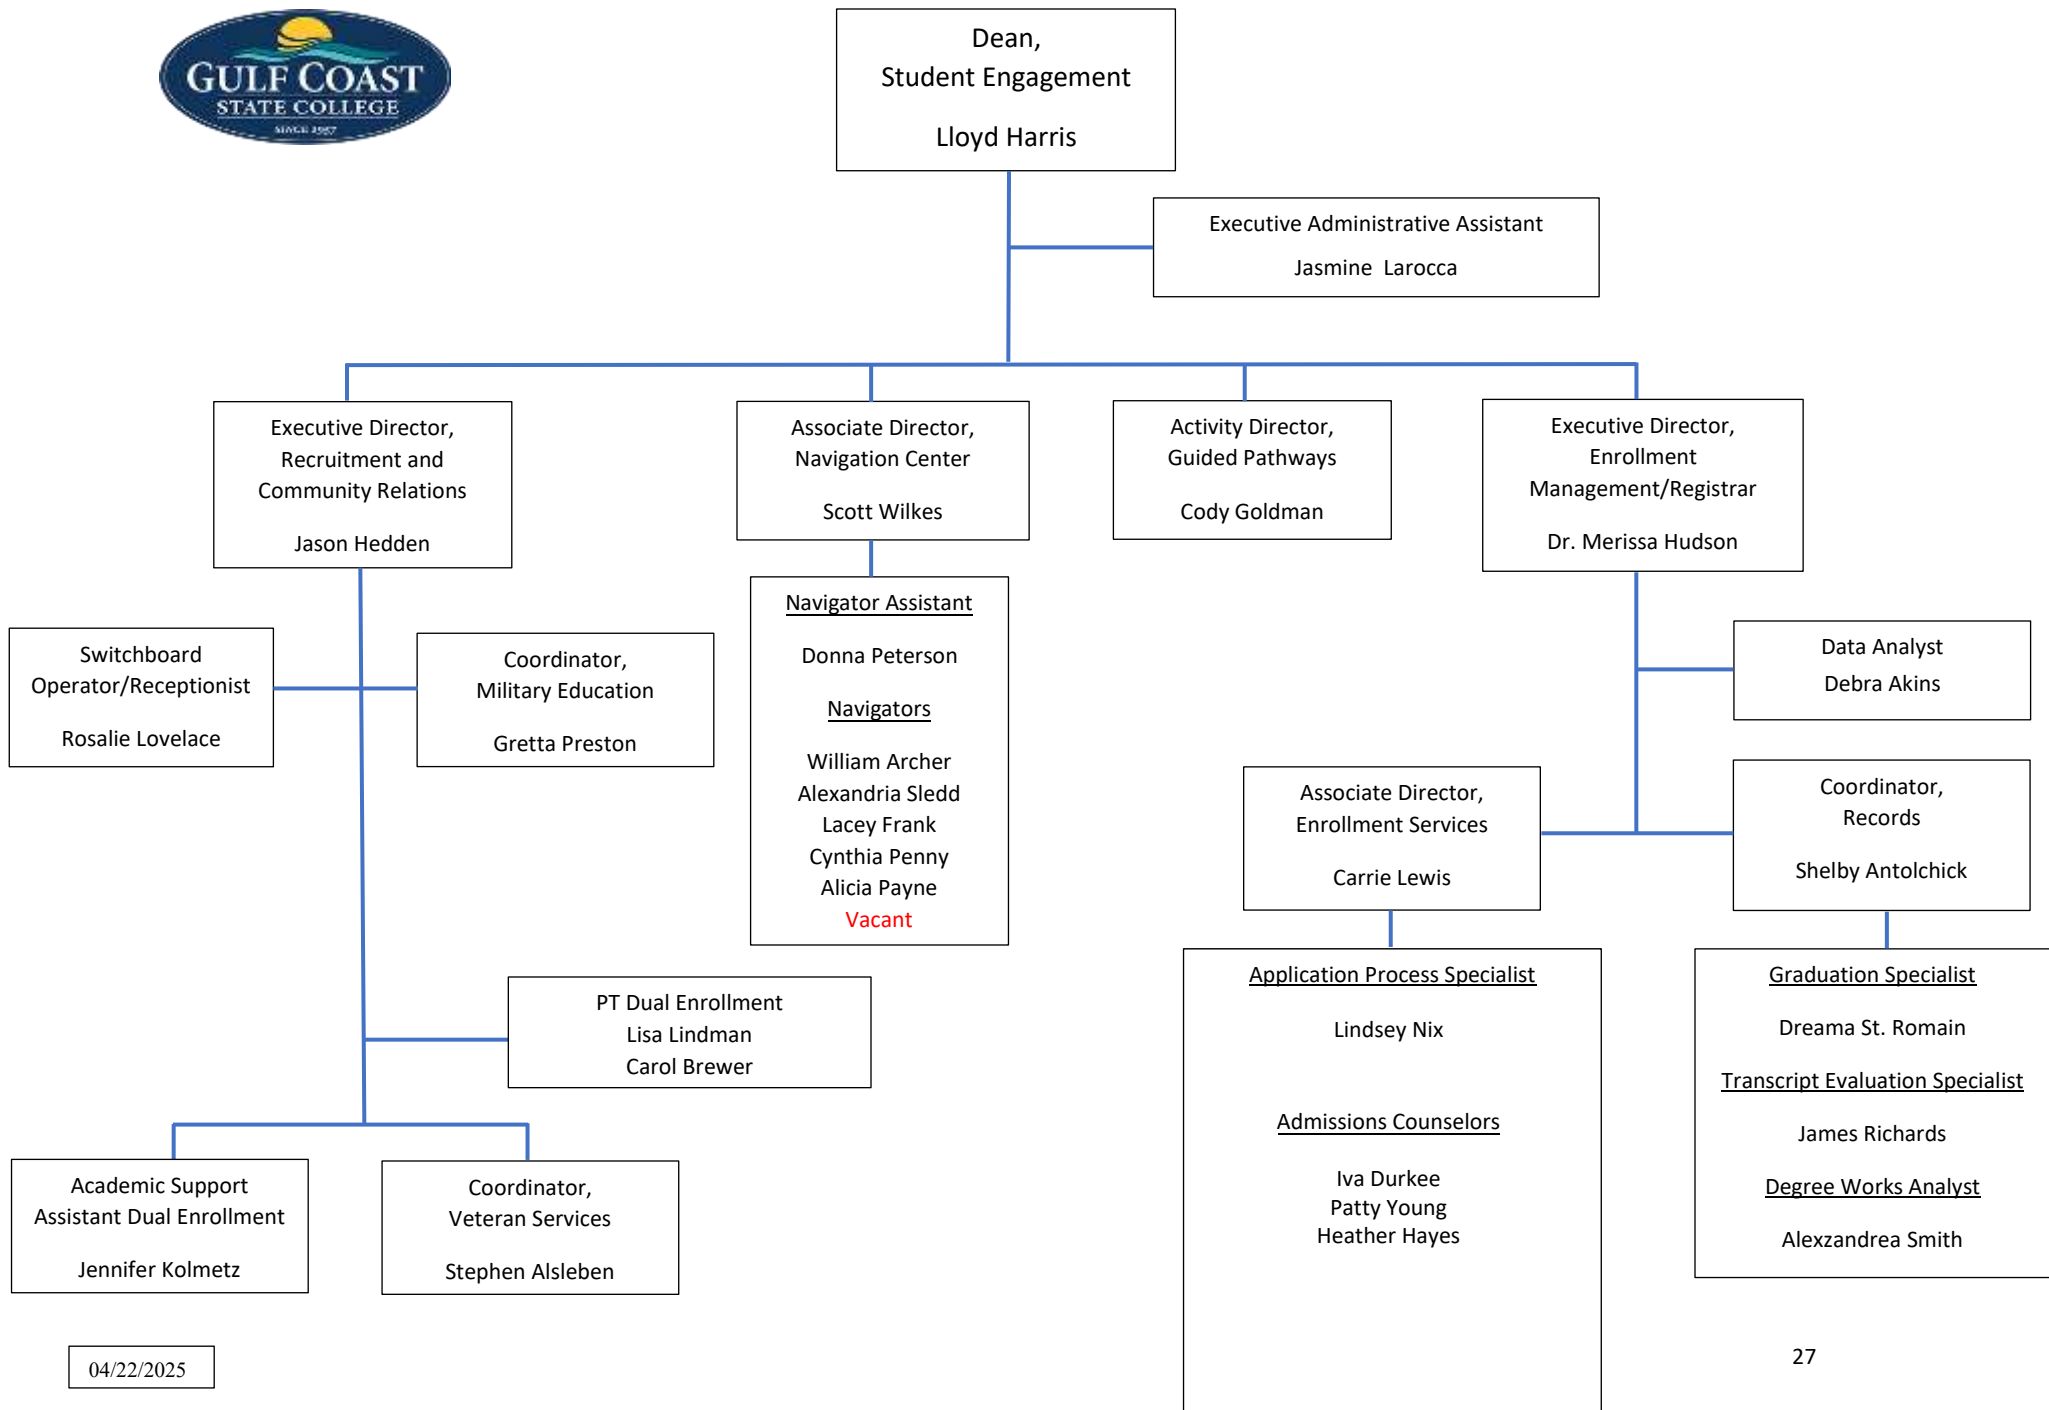 GULF COAST
STATE COLLEGE
SINCE 1957
Dean,
Student Engagement
Lloyd Harris
Executive Administrative Assistant
Jasmine Larocca
Executive Director,
Recruitment and
Community Relations
Jason Hedden
Associate Director,
Navigation Center
Scott Wilkes
Activity Director,
Guided Pathways
Cody Goldman
Executive Director,
Enrollment
Management/Registrar
Dr. Merissa Hudson
Switchboard
Operator/Receptionist
Rosalie Lovelace
Coordinator,
Military Education
Gretta Preston
Navigator Assistant
Donna Peterson
Navigators
William Archer
Alexandria Sledd
Lacey Frank
Cynthia Penny
Alicia Payne
Vacant
Data Analyst
Debra Akins
Associate Director,
Enrollment Services
Carrie Lewis
Coordinator,
Records
Shelby Antolchick
PT Dual Enrollment
Lisa Lindman
Carol Brewer
Application Process Specialist
Lindsey Nix
Admissions Counselors
Iva Durkee
Patty Young
Heather Hayes
Graduation Specialist
Dreama St. Romain
Transcript Evaluation Specialist
James Richards
Degree Works Analyst
Alexzandrea Smith
Academic Support
Assistant Dual Enrollment
Jennifer Kolmetz
Coordinator,
Veteran Services
Stephen Alsleben
04/22/2025
27